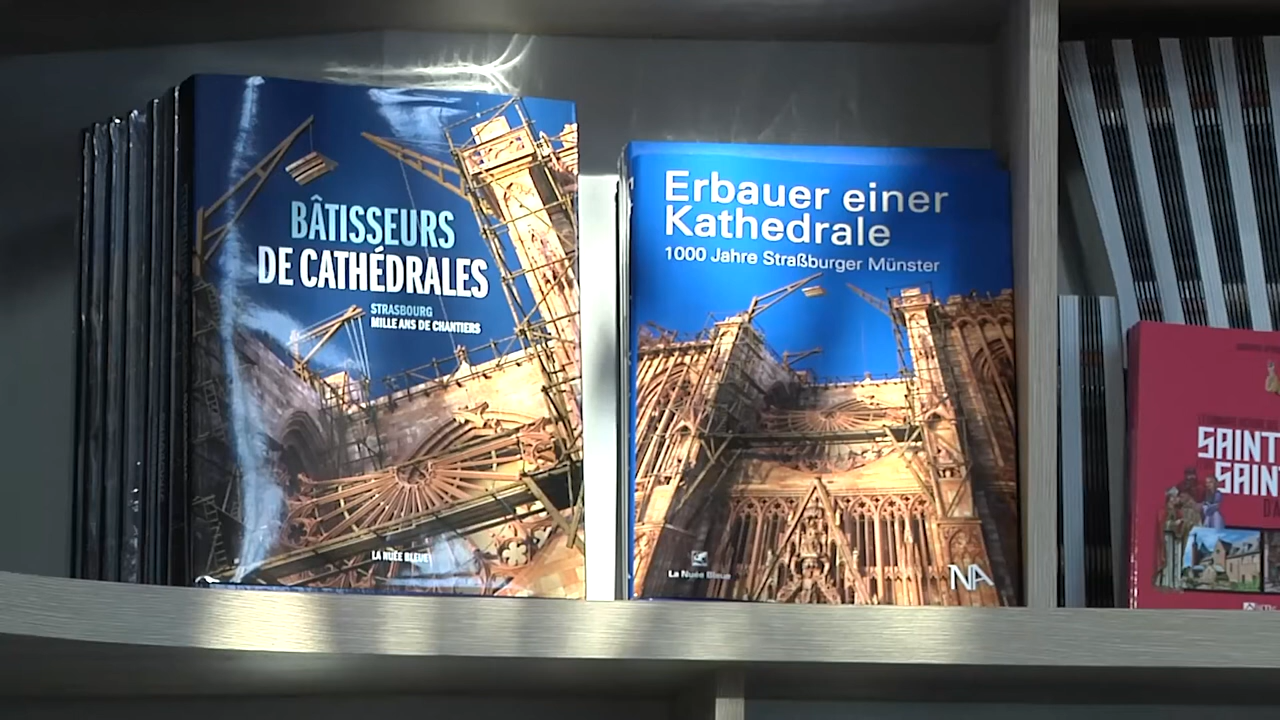 BÂTISSEURS
DE CATHÉDRALES
STRASBOURG
MILLE ANS DE CHANTIERS
LA NUÉE BLEUE
Erbauer einer
Kathedrale
1000 Jahre Straßburger Münster
La Nuée Bleue
NA
SAINT
SAIN